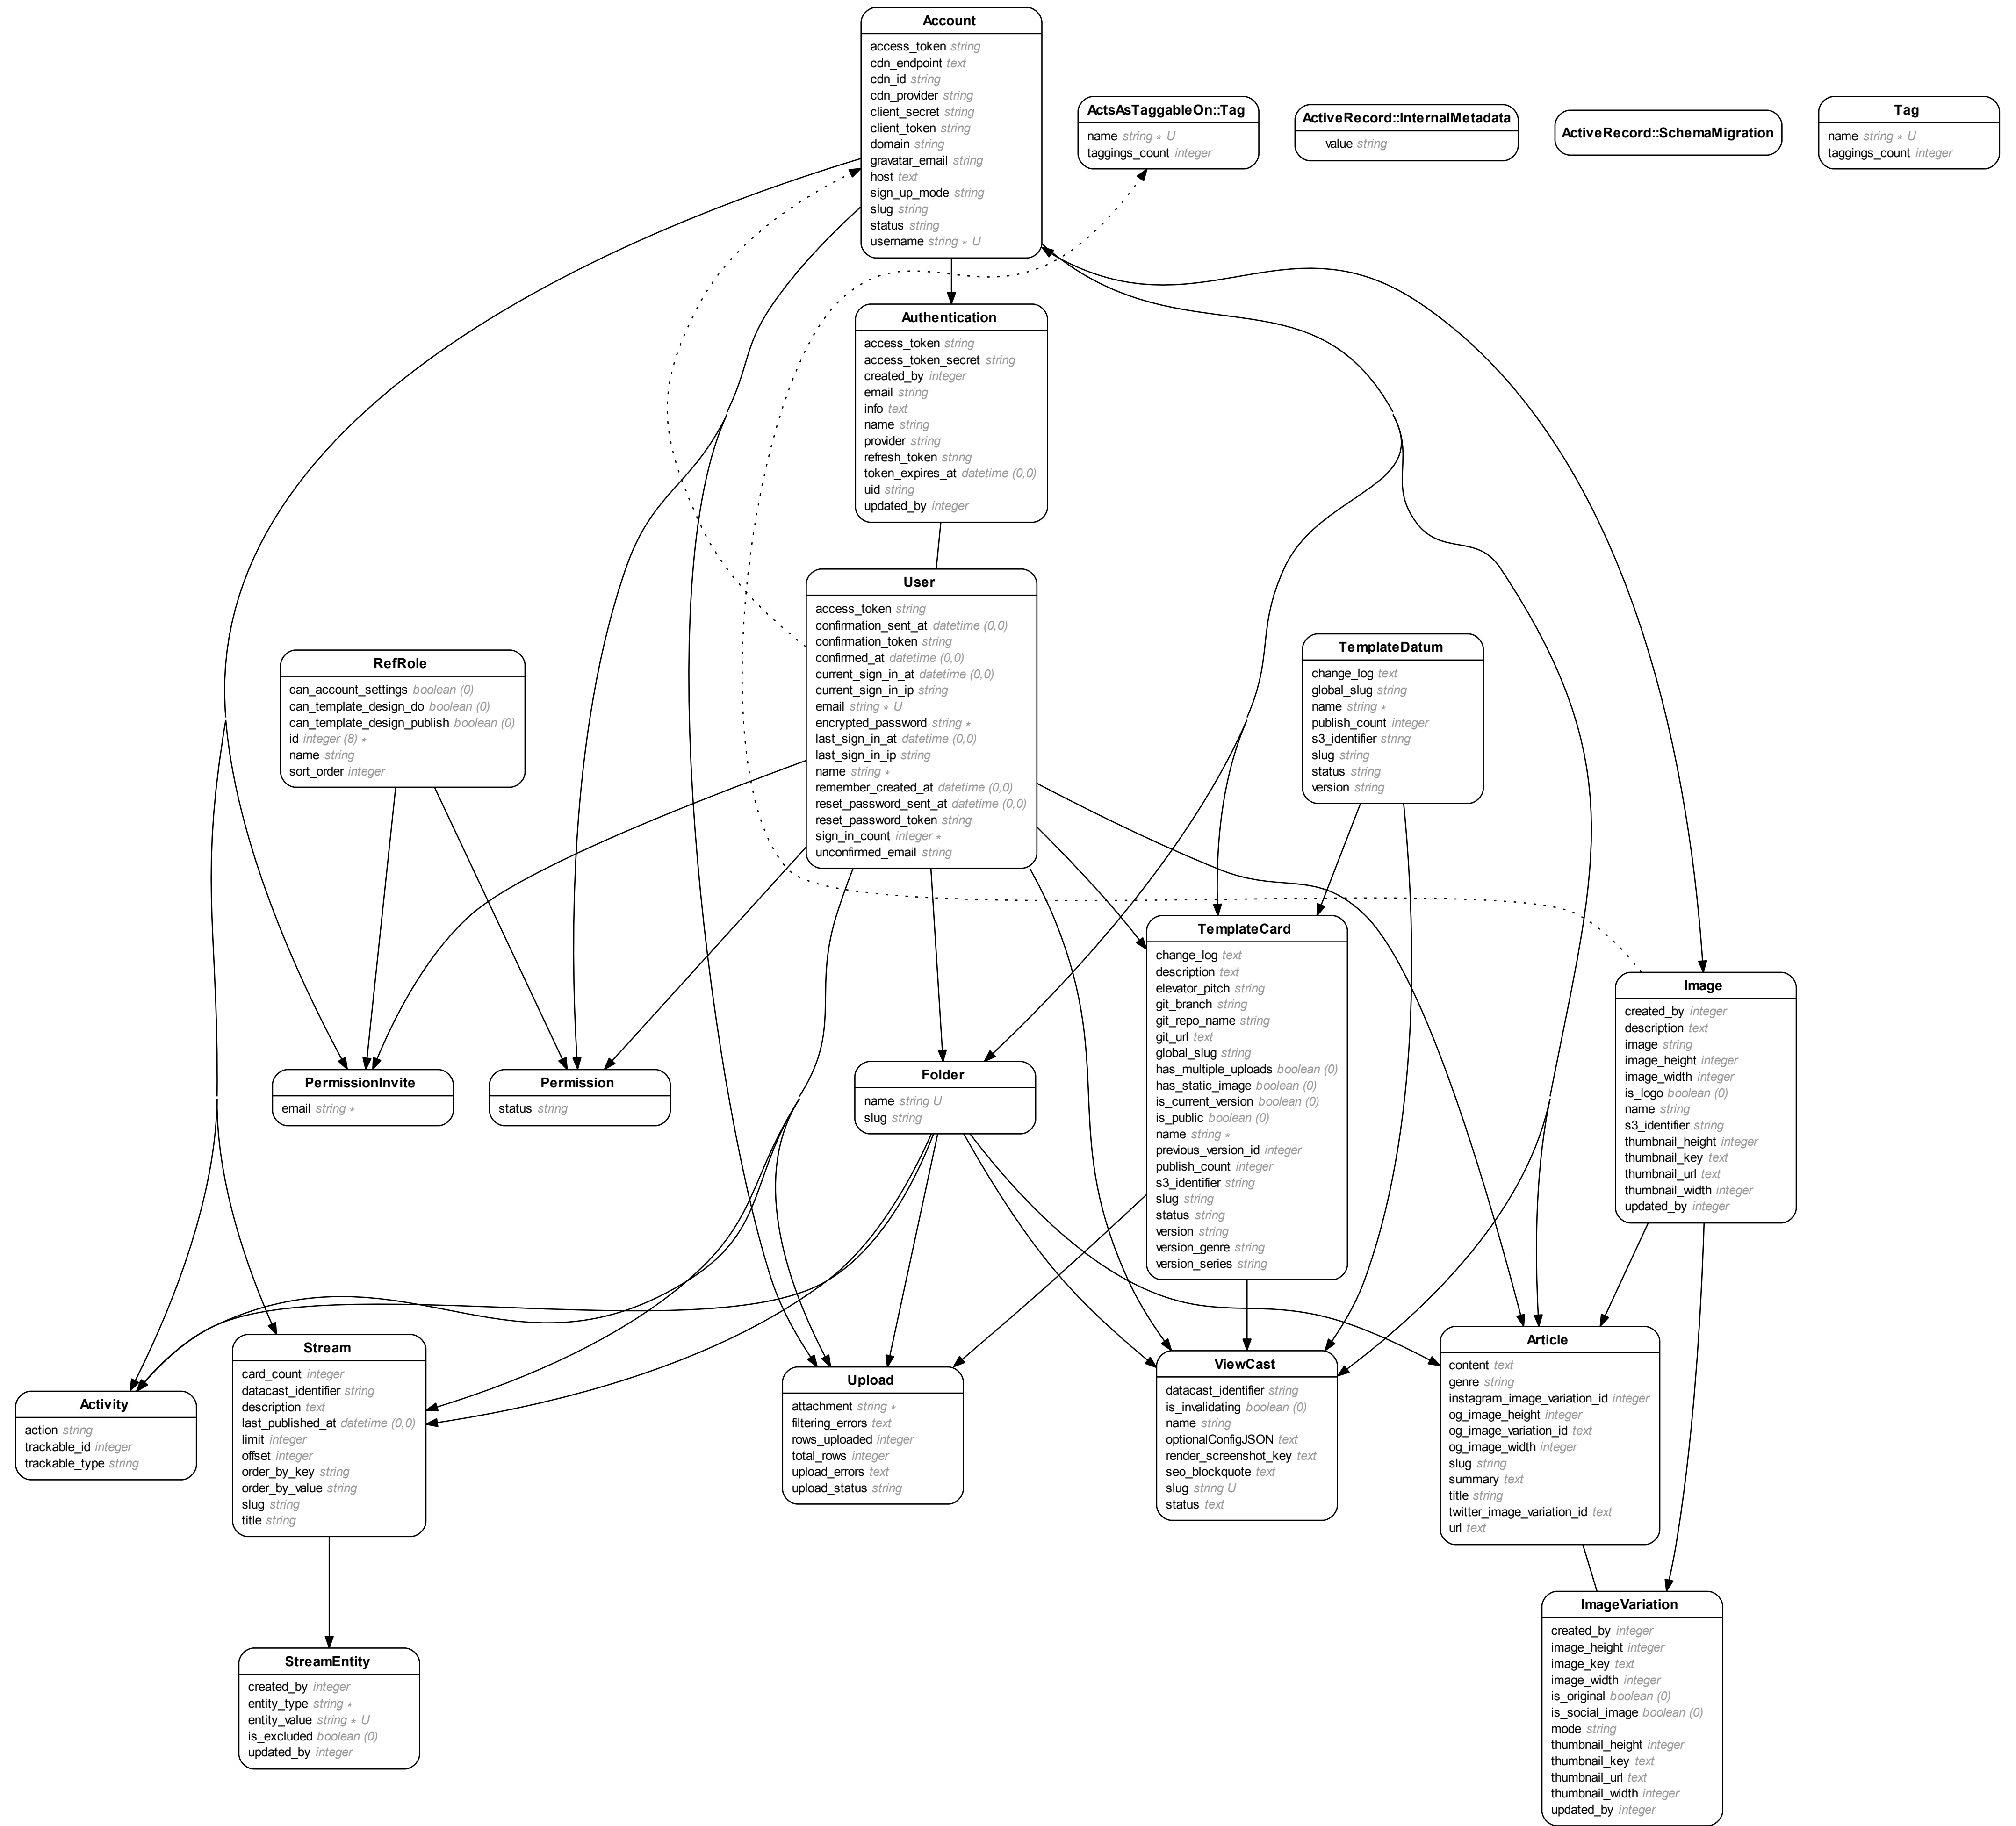 Account
access_token string
cdn_endpoint text
cdn_id string
cdn_provider string
client_secret string
client_token string
domain string
gravatar_email string
host text
sign_up_mode string
slug string
status string
username string ∗ U
ActsAsTaggableOn::Tag
name string ∗ U
taggings_count integer
ActiveRecord::InternalMetadata
value string
ActiveRecord::SchemaMigration
Tag
name string ∗ U
taggings_count integer
Authentication
access_token string
access_token_secret string
created_by integer
email string
info text
name string
provider string
refresh_token string
token_expires_at datetime (0,0)
uid string
updated_by integer
User
access_token string
confirmation_sent_at datetime (0,0)
confirmation_token string
confirmed_at datetime (0,0)
current_sign_in_at datetime (0,0)
current_sign_in_ip string
email string ∗ U
encrypted_password string ∗
last_sign_in_at datetime (0,0)
last_sign_in_ip string
name string ∗
remember_created_at datetime (0,0)
reset_password_sent_at datetime (0,0)
reset_password_token string
sign_in_count integer ∗
unconfirmed_email string
RefRole
can_account_settings boolean (0)
can_template_design_do boolean (0)
can_template_design_publish boolean (0)
id integer (8) ∗
name string
sort_order integer
TemplateDatum
change_log text
global_slug string
name string ∗
publish_count integer
s3_identifier string
slug string
status string
version string
TemplateCard
change_log text
description text
elevator_pitch string
git_branch string
git_repo_name string
git_url text
global_slug string
has_multiple_uploads boolean (0)
has_static_image boolean (0)
is_current_version boolean (0)
is_public boolean (0)
name string ∗
previous_version_id integer
publish_count integer
s3_identifier string
slug string
status string
version string
version_genre string
version_series string
Image
created_by integer
description text
image string
image_height integer
image_width integer
is_logo boolean (0)
name string
s3_identifier string
thumbnail_height integer
thumbnail_key text
thumbnail_url text
thumbnail_width integer
updated_by integer
PermissionInvite
email string ∗
Permission
status string
Folder
name string U
slug string
Activity
action string
trackable_id integer
trackable_type string
Stream
card_count integer
datacast_identifier string
description text
last_published_at datetime (0,0)
limit integer
offset integer
order_by_key string
order_by_value string
slug string
title string
Upload
attachment string ∗
filtering_errors text
rows_uploaded integer
total_rows integer
upload_errors text
upload_status string
ViewCast
datacast_identifier string
is_invalidating boolean (0)
name string
optionalConfigJSON text
render_screenshot_key text
seo_blockquote text
slug string U
status text
Article
content text
genre string
instagram_image_variation_id integer
og_image_height integer
og_image_variation_id text
og_image_width integer
slug string
summary text
title string
twitter_image_variation_id text
url text
StreamEntity
created_by integer
entity_type string ∗
entity_value string ∗ U
is_excluded boolean (0)
updated_by integer
ImageVariation
created_by integer
image_height integer
image_key text
image_width integer
is_original boolean (0)
is_social_image boolean (0)
mode string
thumbnail_height integer
thumbnail_key text
thumbnail_url text
thumbnail_width integer
updated_by integer